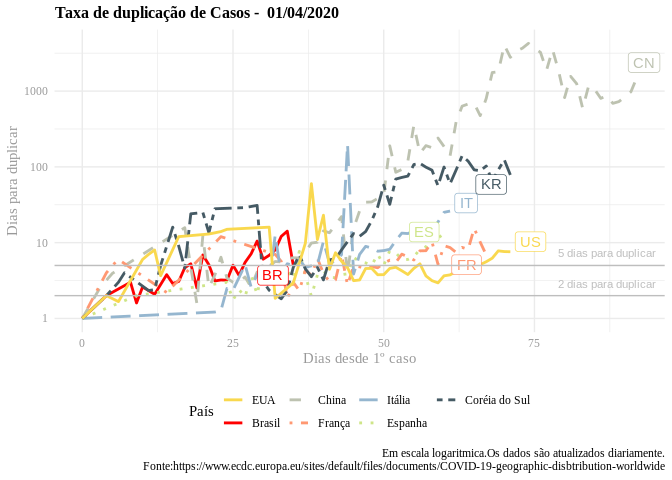 Taxa de duplicação de Casos -  01/04/2020
Dias para duplicar
1000
100
10
1
CN
KR
IT
ES
US
FR
BR
5 dias para duplicar
2 dias para duplicar
0
25
50
75
Dias desde 1º caso
País
EUA
China
Itália
Coréia do Sul
Brasil
França
Espanha
Em escala logaritmica.Os dados são atualizados diariamente.
Fonte:https://www.ecdc.europa.eu/sites/default/files/documents/COVID-19-geographic-disbtribution-worldwide